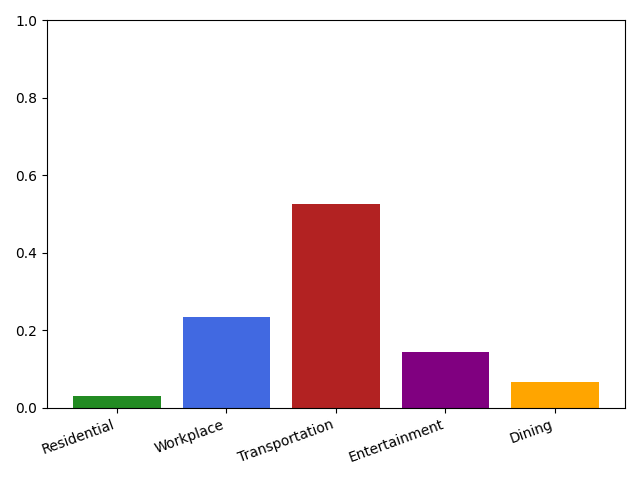 1.0
0.8
0.6
0.4
0.2
0.0
Residential
Workplace
Transportation
Entertainment
Dining